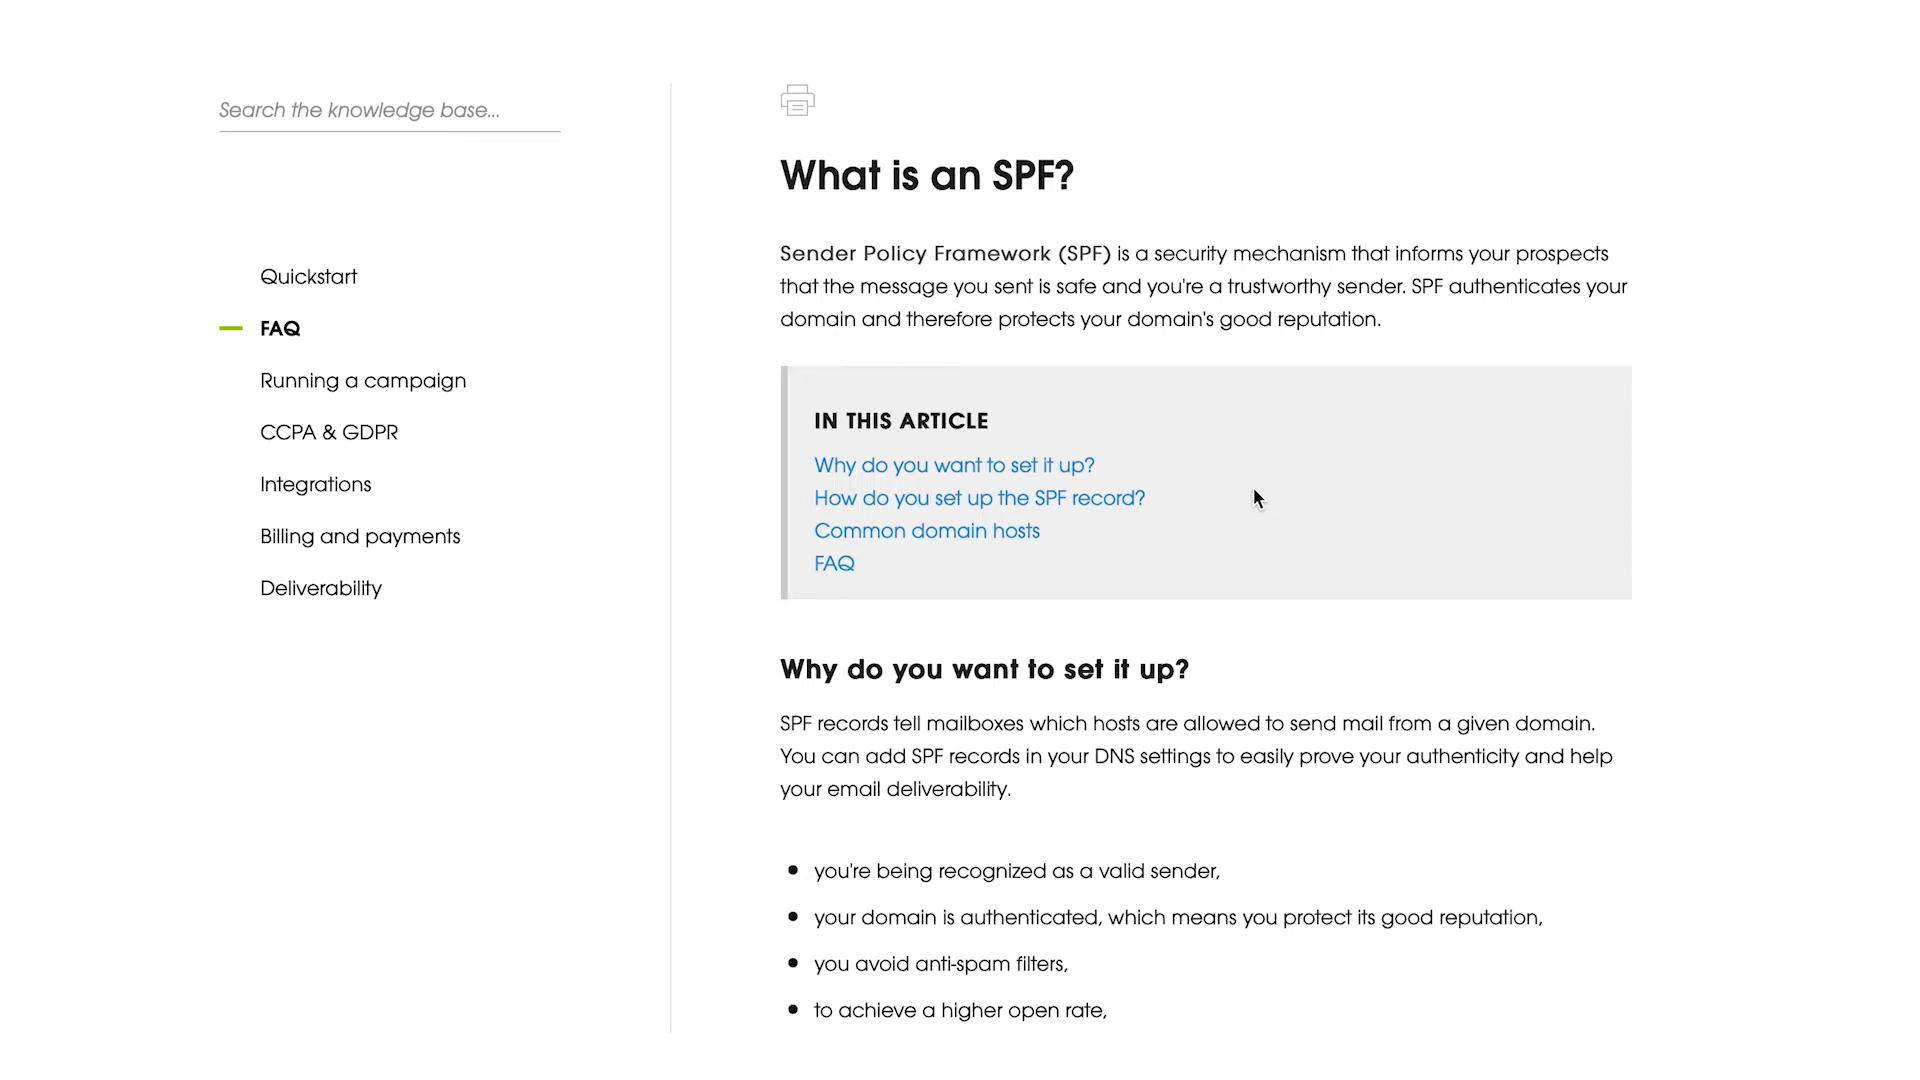 Search the knowledge base...
Quickstart
FAQ
Running a campaign
CCPA & GDPR
Integrations
Billing and payments
Deliverability
What is an SPF?
Sender Policy Framework (SPF) is a security mechanism that informs your prospects
that the message you sent is safe and you're a trustworthy sender. SPF authenticates your
domain and therefore protects your domain's good reputation.
IN THIS ARTICLE
Why do you want to set it up?
How do you set up the SPF record?
Common domain hosts
FAQ
Why do you want to set it up?
SPF records tell mailboxes which hosts are allowed to send mail from a given domain.
You can add SPF records in your DNS settings to easily prove your authenticity and help
your email deliverability.
• you're being recognized as a valid sender,
• your domain is authenticated, which means you protect its good reputation,
• you avoid anti-spam filters,
• to achieve a higher open rate,